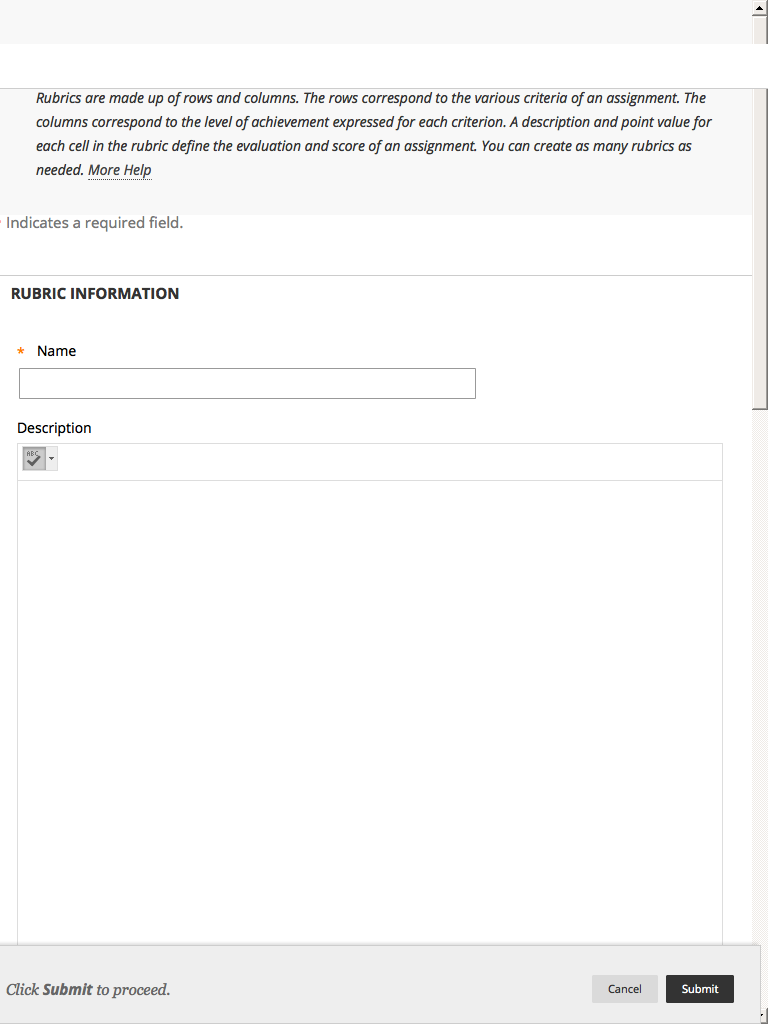 Rubrics are made up of rows and columns. The rows correspond to the various criteria of an assignment. The
columns correspond to the level of achievement expressed for each criterion. A description and point value for
each cell in the rubric define the evaluation and score of an assignment. You can create as many rubrics as
needed. More Help
Indicates a required field.
RUBRIC INFORMATION
* Name
Description
ABC
Click Submit to proceed.
Cancel
Submit